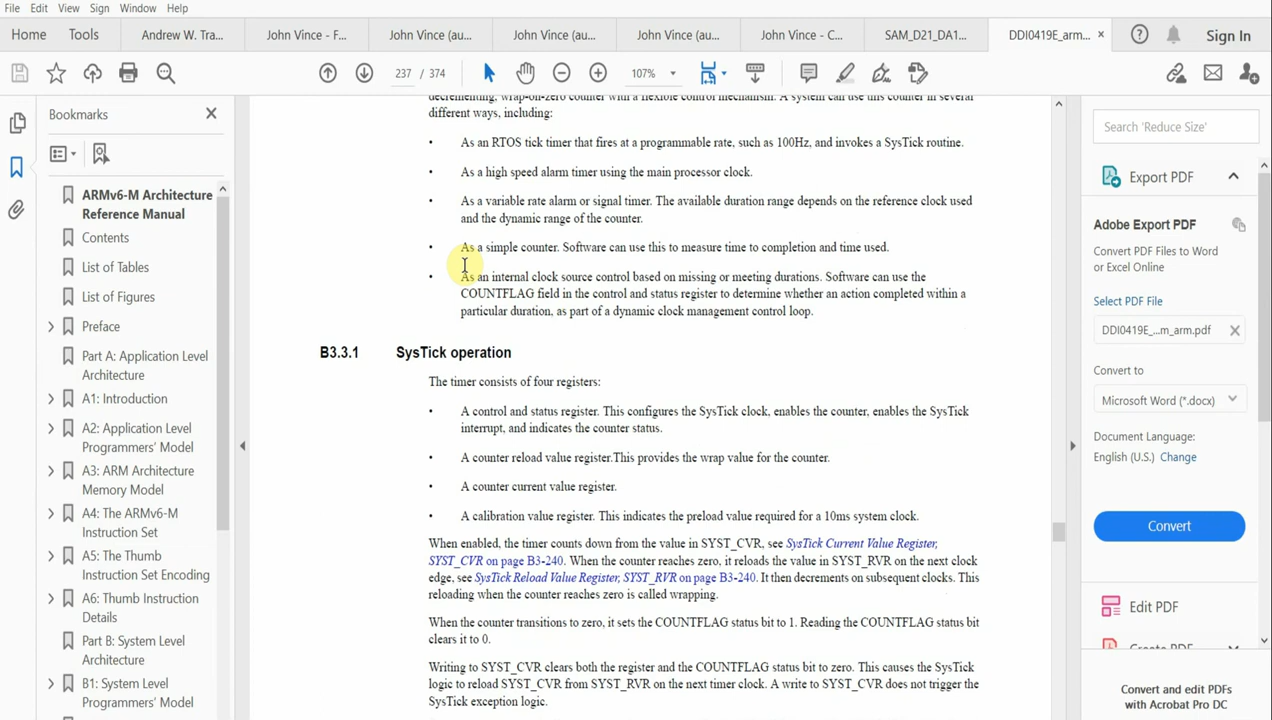 File Edit View Sign Window Help
Home Tools Andrew W. Tra... John Vince - F... John Vince (au... John Vince (au... John Vince (au... John Vince - C... SAM_D21_DA1... DDI0419E_arm... × Sign In
237 / 374 107%
Bookmarks
ARMv6-M Architecture
Reference Manual
Contents
List of Tables
List of Figures
Preface
Part A: Application Level
Architecture
A1: Introduction
A2: Application Level
Programmers' Model
A3: ARM Architecture
Memory Model
A4: The ARMv6-M
Instruction Set
A5: The Thumb
Instruction Set Encoding
A6: Thumb Instruction
Details
Part B: System Level
Architecture
B1: System Level
Programmers' Model
decrementing, wrap-on-zero counter with a flexible control mechanism. A system can use this counter in several
different ways, including:
• As an RTOS tick timer that fires at a programmable rate, such as 100Hz, and invokes a SysTick routine.
• As a high speed alarm timer using the main processor clock.
• As a variable rate alarm or signal timer. The available duration range depends on the reference clock used
and the dynamic range of the counter.
• As a simple counter. Software can use this to measure time to completion and time used.
• As an internal clock source control based on missing or meeting durations. Software can use the
COUNTFLAG field in the control and status register to determine whether an action completed within a
particular duration, as part of a dynamic clock management control loop.
B3.3.1 SysTick operation
The timer consists of four registers:
• A control and status register. This configures the SysTick clock, enables the counter, enables the SysTick
interrupt, and indicates the counter status.
• A counter reload value register.This provides the wrap value for the counter.
• A counter current value register.
• A calibration value register. This indicates the preload value required for a 10ms system clock.
When enabled, the timer counts down from the value in SYST_CVR, see SysTick Current Value Register,
SYST_CVR on page B3-240. When the counter reaches zero, it reloads the value in SYST_RVR on the next clock
edge, see SysTick Reload Value Register, SYST_RVR on page B3-240. It then decrements on subsequent clocks. This
reloading when the counter reaches zero is called wrapping.
When the counter transitions to zero, it sets the COUNTFLAG status bit to 1. Reading the COUNTFLAG status bit
clears it to 0.
Writing to SYST_CVR clears both the register and the COUNTFLAG status bit to zero. This causes the SysTick
logic to reload SYST_CVR from SYST_RVR on the next timer clock. A write to SYST_CVR does not trigger the
SysTick exception logic.
Search 'Reduce Size'
Export PDF
Adobe Export PDF
Convert PDF Files to Word
or Excel Online
Select PDF File
DDI0419E_...m_arm.pdf
Convert to
Microsoft Word (*.docx)
Document Language:
English (U.S.) Change
Convert
Edit PDF
Create PDF
Convert and edit PDFs
with Acrobat Pro DC